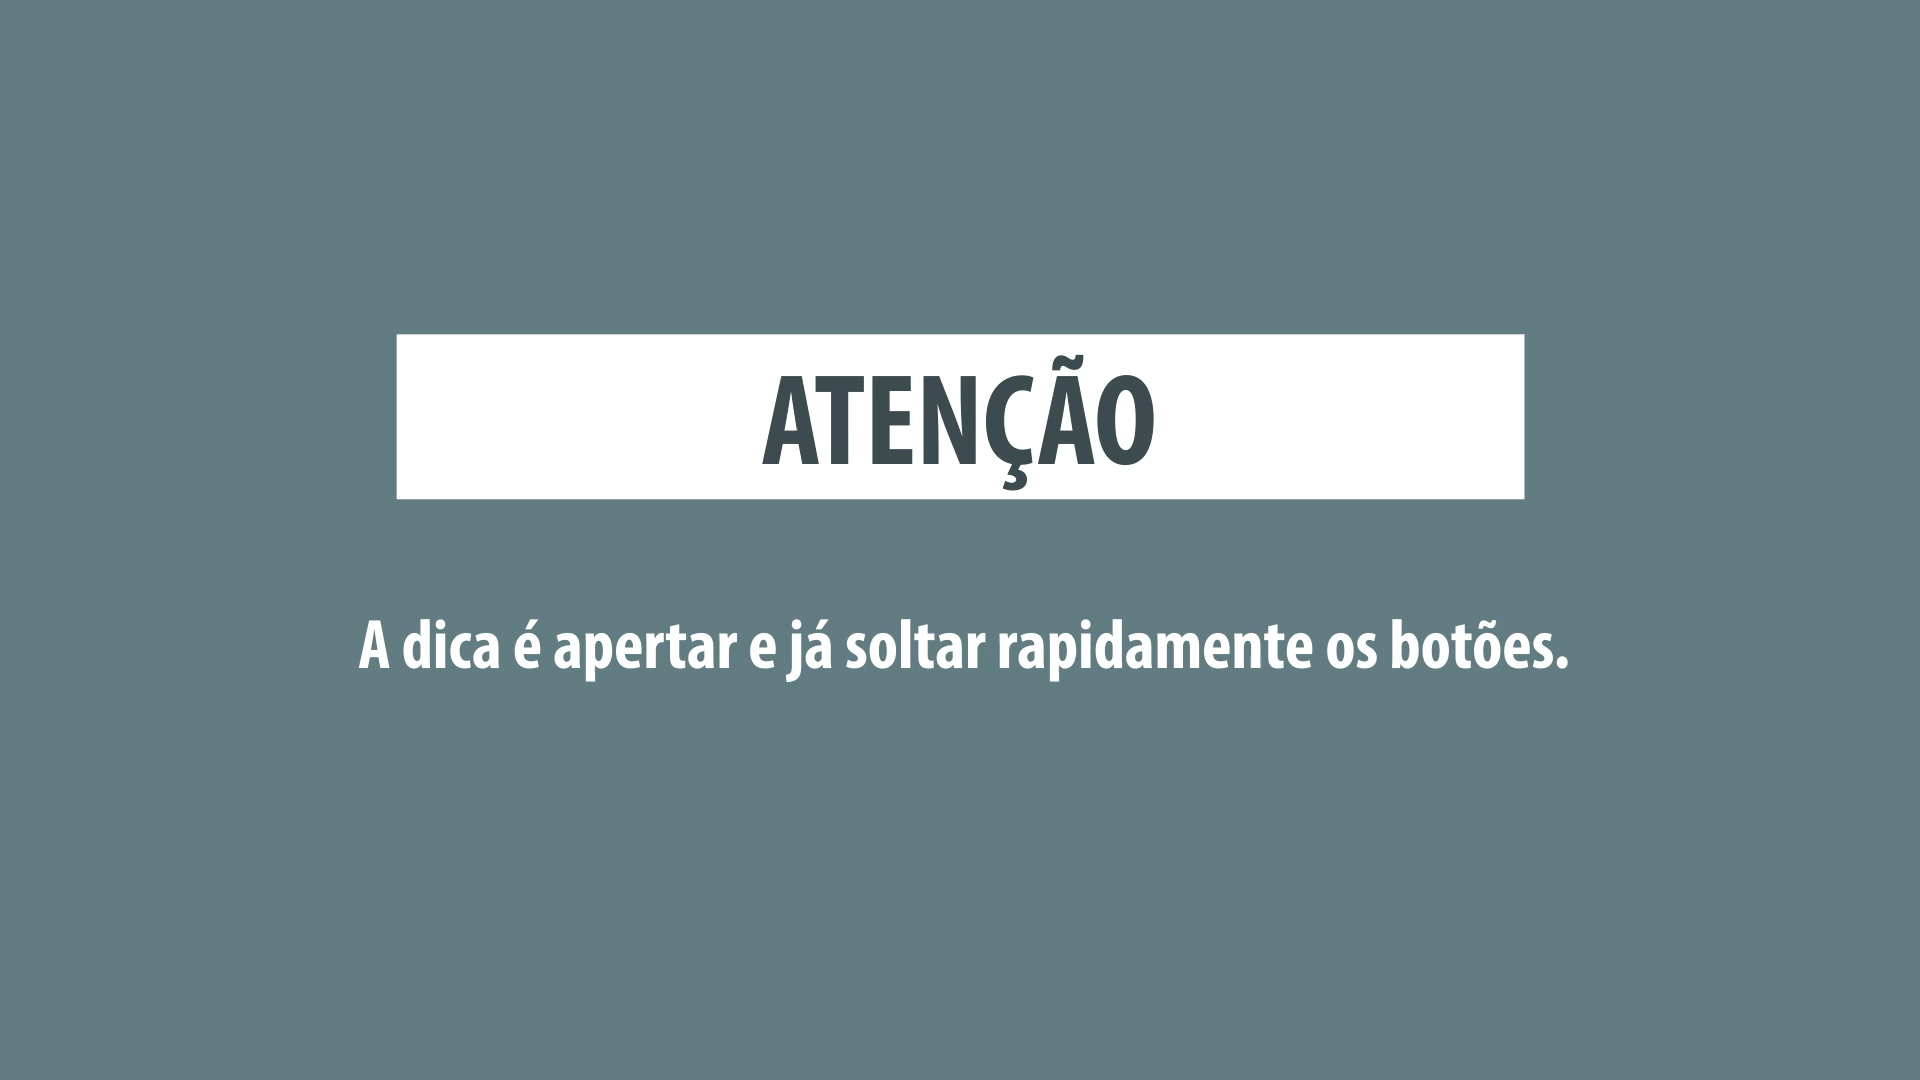 ATENÇÃO
A dica é apertar e já soltar rapidamente os botões.